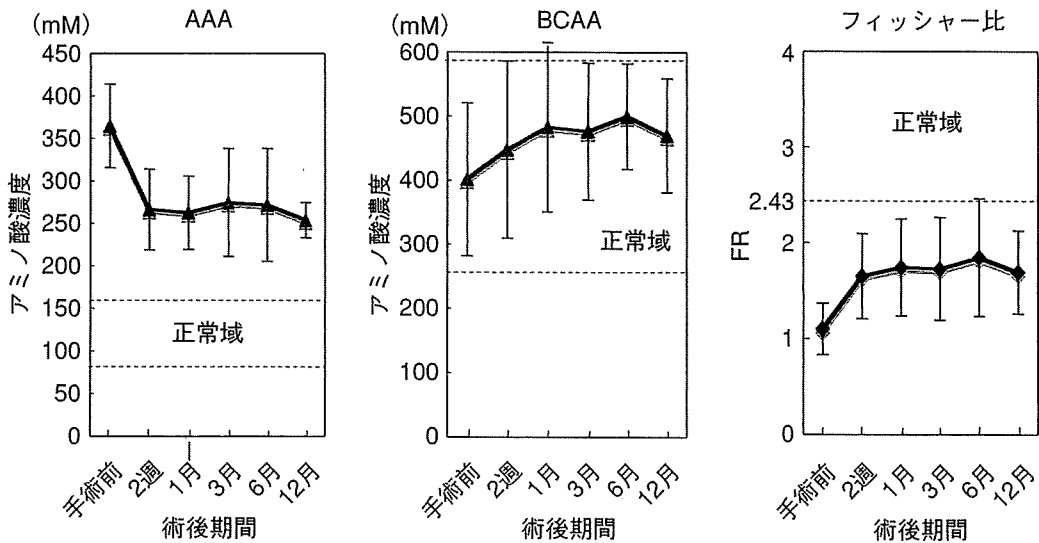 AAA
(mM)
450
400
350
300
250
200
150
100
50
0
アミノ酸濃度
正常域
手術前
2週
1月
3月
6月
12月
術後期間
BCAA
(mM)
600
500
400
300
200
100
0
アミノ酸濃度
正常域
手術前
2週
1月
3月
6月
12月
術後期間
フィッシャー比
4
3
2.43
2
1
0
FR
正常域
手術前
2週
1月
3月
6月
12月
術後期間